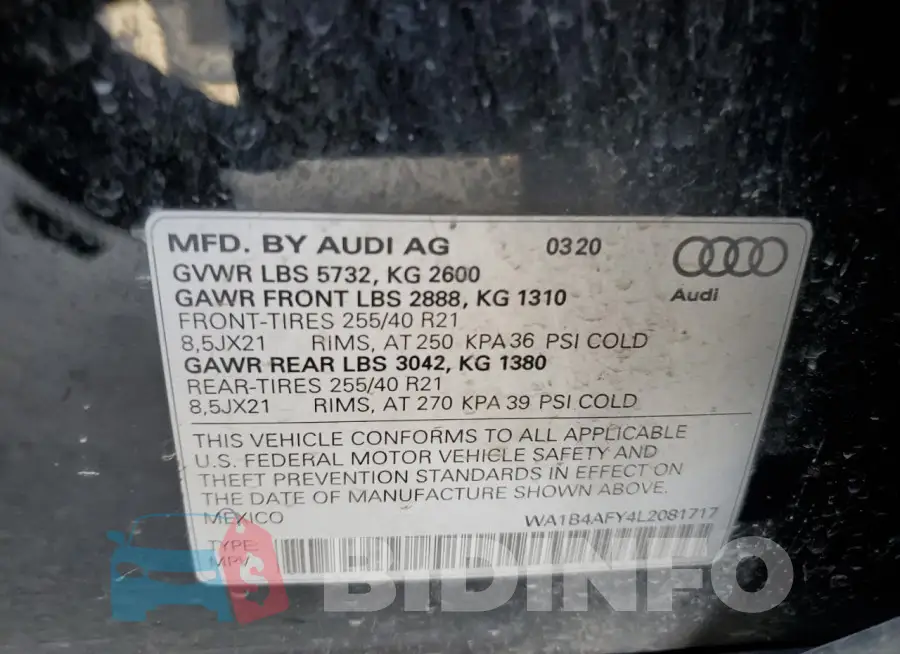 MFD. BY AUDI AG 0320
Audi
GVWR LBS 5732, KG 2600
GAWR FRONT LBS 2888, KG 1310
FRONT-TIRES 255/40 R21
8,5JX21 RIMS, AT 250 KPA 36 PSI COLD
GAWR REAR LBS 3042, KG 1380
REAR-TIRES 255/40 R21
8,5JX21 RIMS, AT 270 KPA 39 PSI COLD
THIS VEHICLE CONFORMS TO ALL APPLICABLE
U.S. FEDERAL MOTOR VEHICLE SAFETY AND
THEFT PREVENTION STANDARDS IN EFFECT ON
THE DATE OF MANUFACTURE SHOWN ABOVE.
MEXICO WA1B4AFY4L2081717
TYPE:
MPV
$ BIDINFO